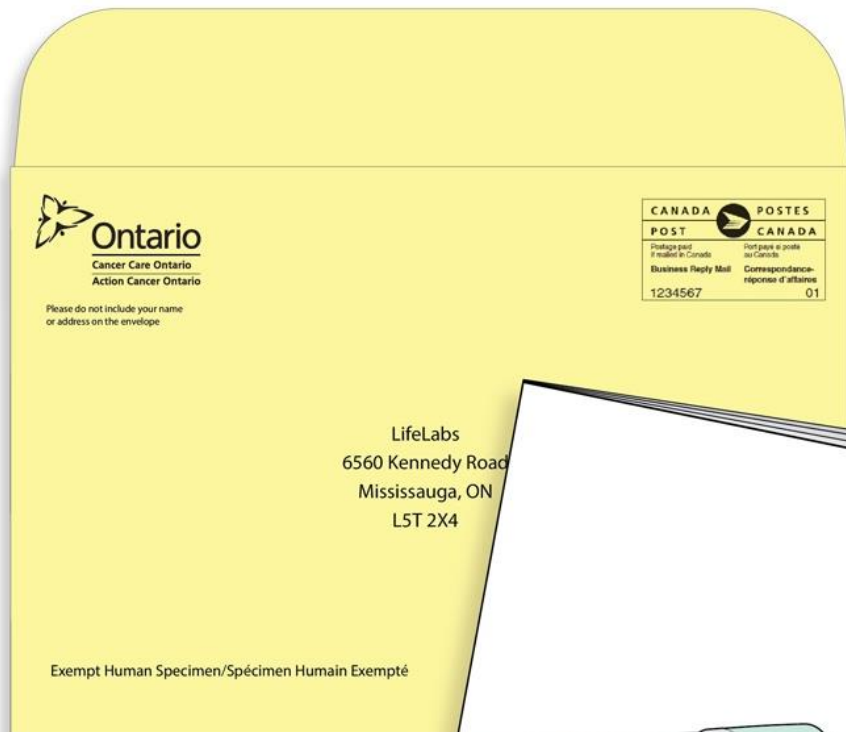 Ontario
Cancer Care Ontario
Action Cancer Ontario
Please do not include your name
or address on the envelope
CANADA POSTES
POST CANADA
Postage paid
if mailed in Canada
Port payé si posté
au Canada
Business Reply Mail
Correspondance-
réponse d'affaires
1234567 01
LifeLabs
6560 Kennedy Road
Mississauga, ON
L5T 2X4
Exempt Human Specimen/Spécimen Humain Exempté